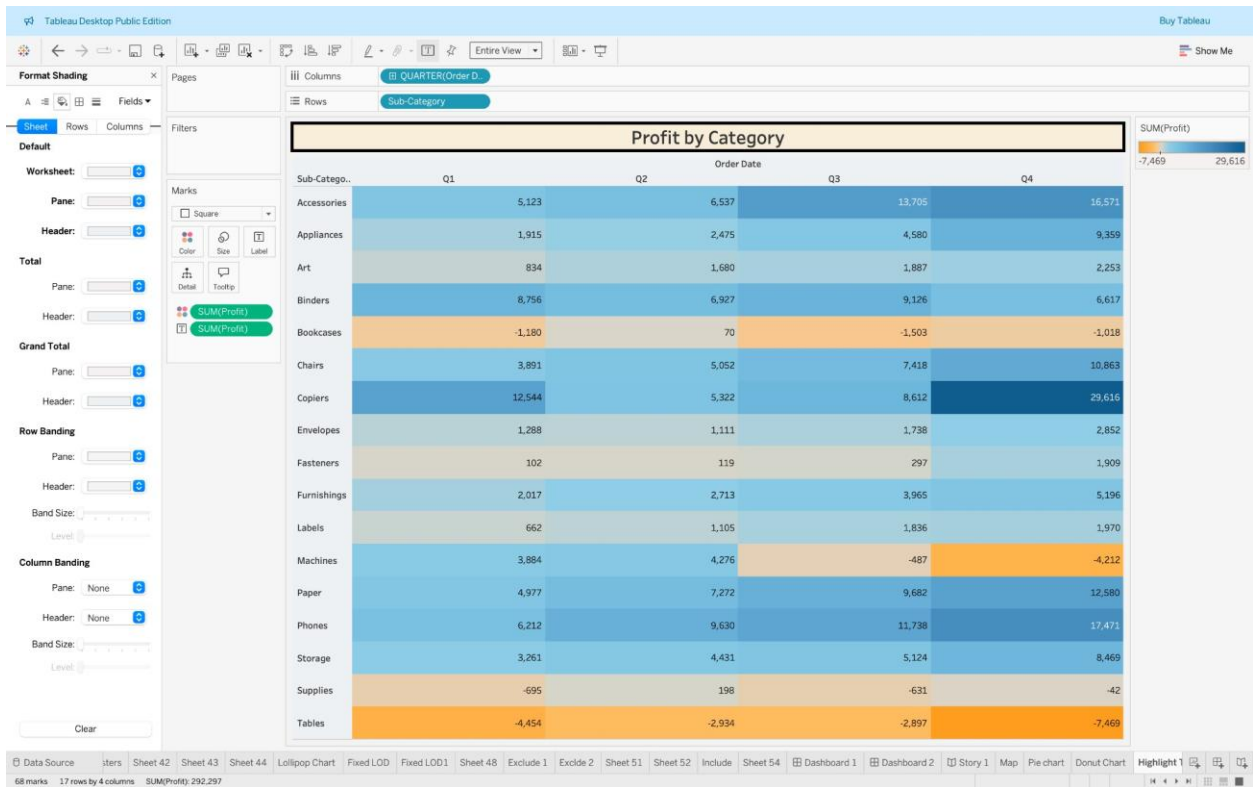 Tableau Desktop Public Edition
Buy Tableau
Entire View
Show Me
Format Shading
Fields
Sheet Rows Columns
Default
Worksheet:
Pane:
Header:
Total
Pane:
Header:
Grand Total
Pane:
Header:
Row Banding
Pane:
Header:
Band Size:
Level:
Column Banding
Pane: None
Header: None
Band Size:
Level:
Clear
Pages
Filters
Marks
Square
Color Size Label
Detail Tooltip
SUM(Profit)
SUM(Profit)
Columns QUARTER(Order D..
Rows Sub-Category
Profit by Category
Order Date
Sub-Catego.. Q1 Q2 Q3 Q4
Accessories 5,123 6,537 13,705 16,571
Appliances 1,915 2,475 4,580 9,359
Art 834 1,680 1,887 2,253
Binders 8,756 6,927 9,126 6,617
Bookcases -1,180 70 -1,503 -1,018
Chairs 3,891 5,052 7,418 10,863
Copiers 12,544 5,322 8,612 29,616
Envelopes 1,288 1,111 1,738 2,852
Fasteners 102 119 297 1,909
Furnishings 2,017 2,713 3,965 5,196
Labels 662 1,105 1,836 1,970
Machines 3,884 4,276 -487 -4,212
Paper 4,977 7,272 9,682 12,580
Phones 6,212 9,630 11,738 17,471
Storage 3,261 4,431 5,124 8,469
Supplies -695 198 -631 -42
Tables -4,454 -2,934 -2,897 -7,469
SUM(Profit)
-7,469 29,616
Data Source sters Sheet 42 Sheet 43 Sheet 44 Lollipop Chart Fixed LOD Fixed LOD1 Sheet 48 Exclude 1 Exclde 2 Sheet 51 Sheet 52 Include Sheet 54 Dashboard 1 Dashboard 2 Story 1 Map Pie chart Donut Chart Highlight T
68 marks 17 rows by 4 columns SUM(Profit): 292,297